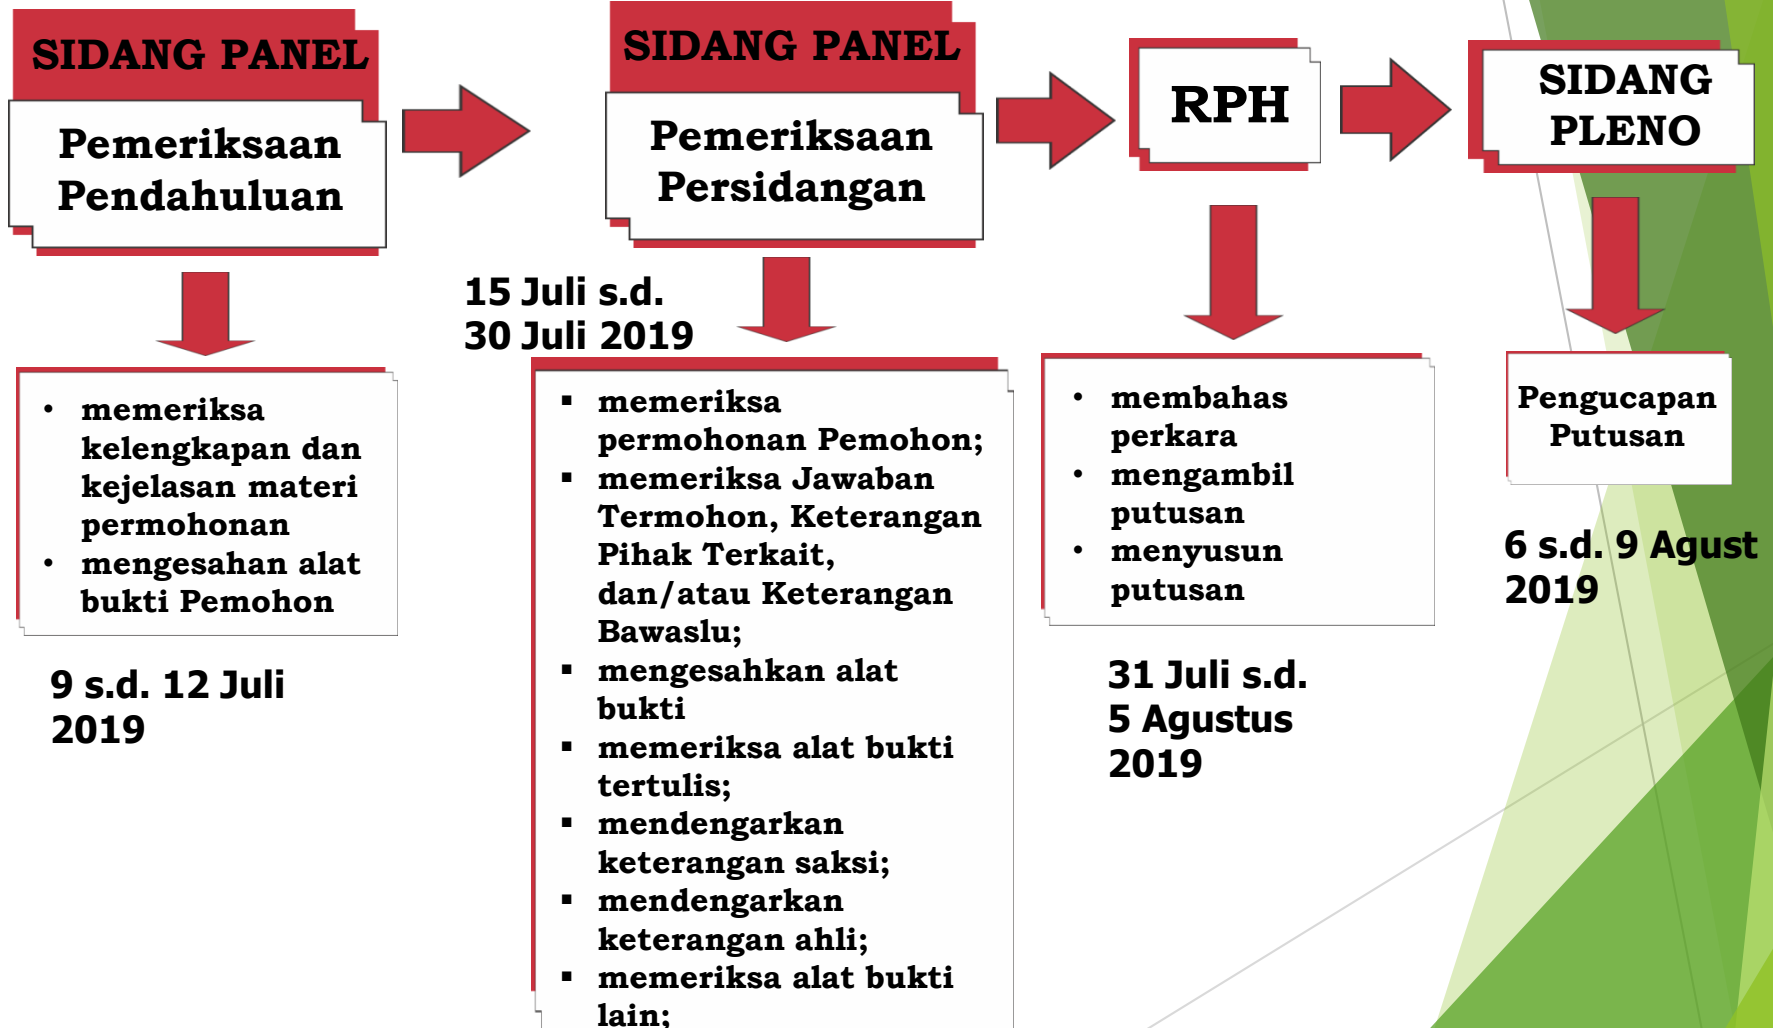 SIDANG PANEL
Pemeriksaan
Pendahuluan
• memeriksa
kelengkapan dan
kejelasan materi
permohonan
• mengesahan alat
bukti Pemohon
9 s.d. 12 Juli
2019
SIDANG PANEL
Pemeriksaan
Persidangan
15 Juli s.d.
30 Juli 2019
▪ memeriksa
permohonan Pemohon;
▪ memeriksa Jawaban
Termohon, Keterangan
Pihak Terkait,
dan/atau Keterangan
Bawaslu;
▪ mengesahkan alat
bukti
▪ memeriksa alat bukti
tertulis;
▪ mendengarkan
keterangan saksi;
▪ mendengarkan
keterangan ahli;
▪ memeriksa alat bukti
lain;
RPH
• membahas
perkara
• mengambil
putusan
• menyusun
putusan
31 Juli s.d.
5 Agustus
2019
SIDANG
PLENO
Pengucapan
Putusan
6 s.d. 9 Agust
2019